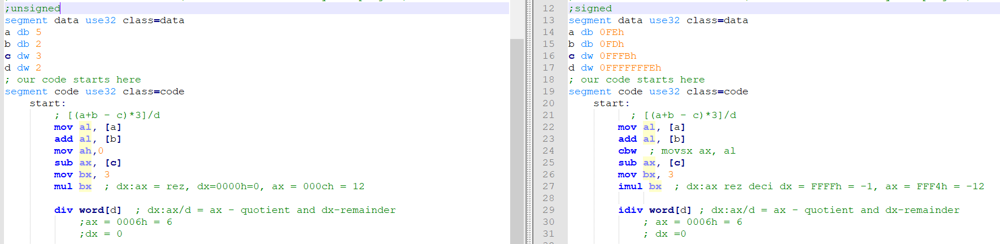 ;unsigned
segment data use32 class=data
a db 5
b db 2
c dw 3
d dw 2
; our code starts here
segment code use32 class=code
start:
; [(a+b - c)*3]/d
mov al, [a]
add al, [b]
mov ah,0
sub ax, [c]
mov bx, 3
mul bx ; dx:ax = rez, dx=0000h=0, ax = 000ch = 12
div word[d] ; dx:ax/d = ax - quotient and dx-remainder
;ax = 0006h = 6
;dx = 0
12 ;signed
13 segment data use32 class=data
14 a db 0FEh
15 b db 0FDh
16 c dw 0FFFBh
17 d dw 0FFFFFFFEh
18 ; our code starts here
19 segment code use32 class=code
20 start:
21 ; [(a+b - c)*3]/d
22 mov al, [a]
23 add al, [b]
24 cbw ; movsx ax, al
25 sub ax, [c]
26 mov bx, 3
27 imul bx ; dx:ax rez deci dx = FFFFh = -1, ax = FFF4h = -12
28
29 idiv word[d] ; dx:ax/d = ax - quotient and dx-remainder
30 ; ax = 0006h = 6
31 ; dx =0